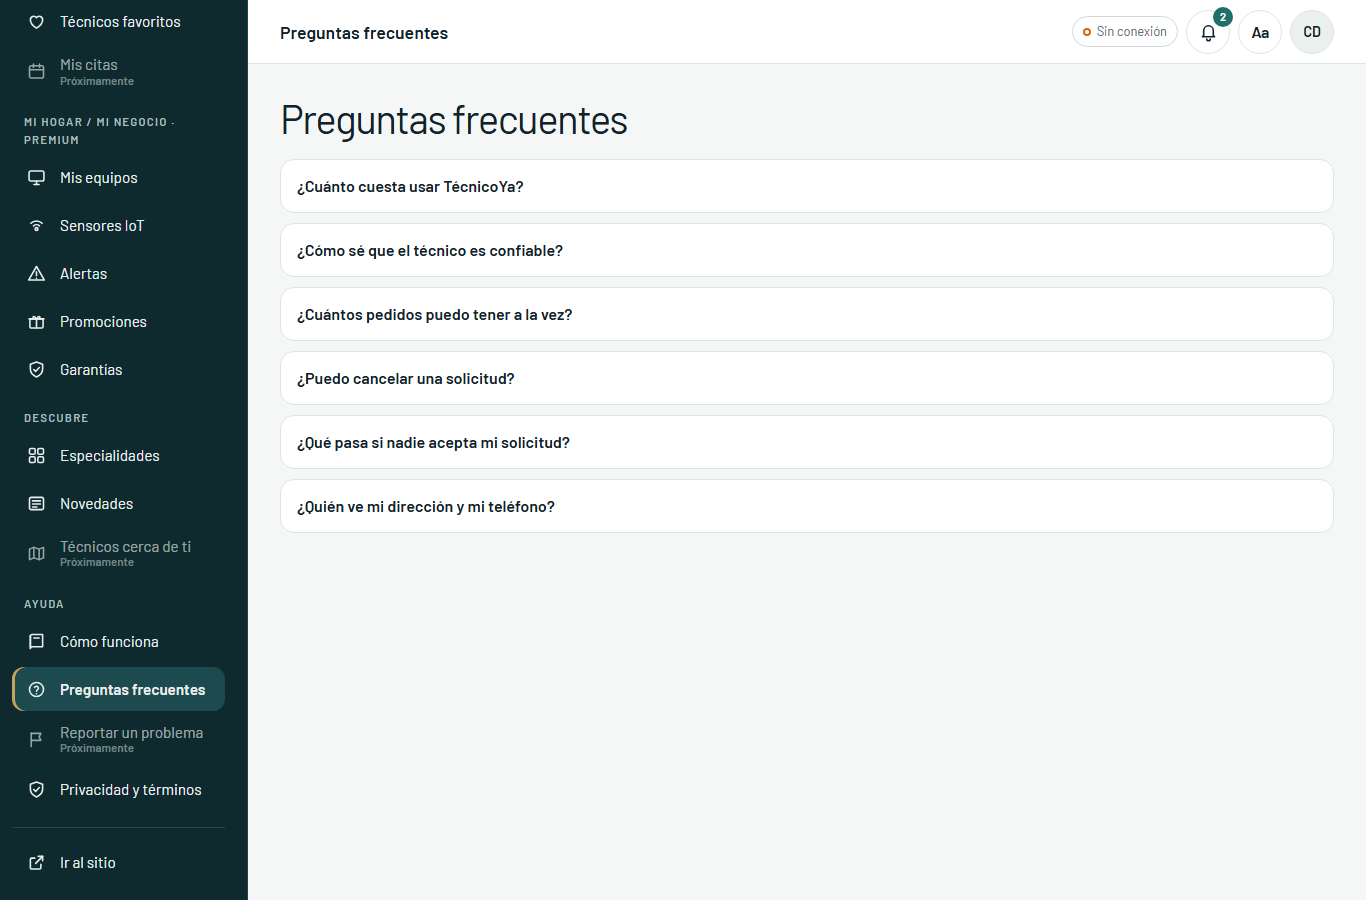 Técnicos favoritos
Mis citas
Próximamente
MI HOGAR / MI NEGOCIO ·
PREMIUM
Mis equipos
Sensores IoT
Alertas
Promociones
Garantías
DESCUBRE
Especialidades
Novedades
Técnicos cerca de ti
Próximamente
AYUDA
Cómo funciona
Preguntas frecuentes
Reportar un problema
Próximamente
Privacidad y términos
Ir al sitio
Preguntas frecuentes
Sin conexión
2
Aa
CD
Preguntas frecuentes
¿Cuánto cuesta usar TécnicoYa?
¿Cómo sé que el técnico es confiable?
¿Cuántos pedidos puedo tener a la vez?
¿Puedo cancelar una solicitud?
¿Qué pasa si nadie acepta mi solicitud?
¿Quién ve mi dirección y mi teléfono?